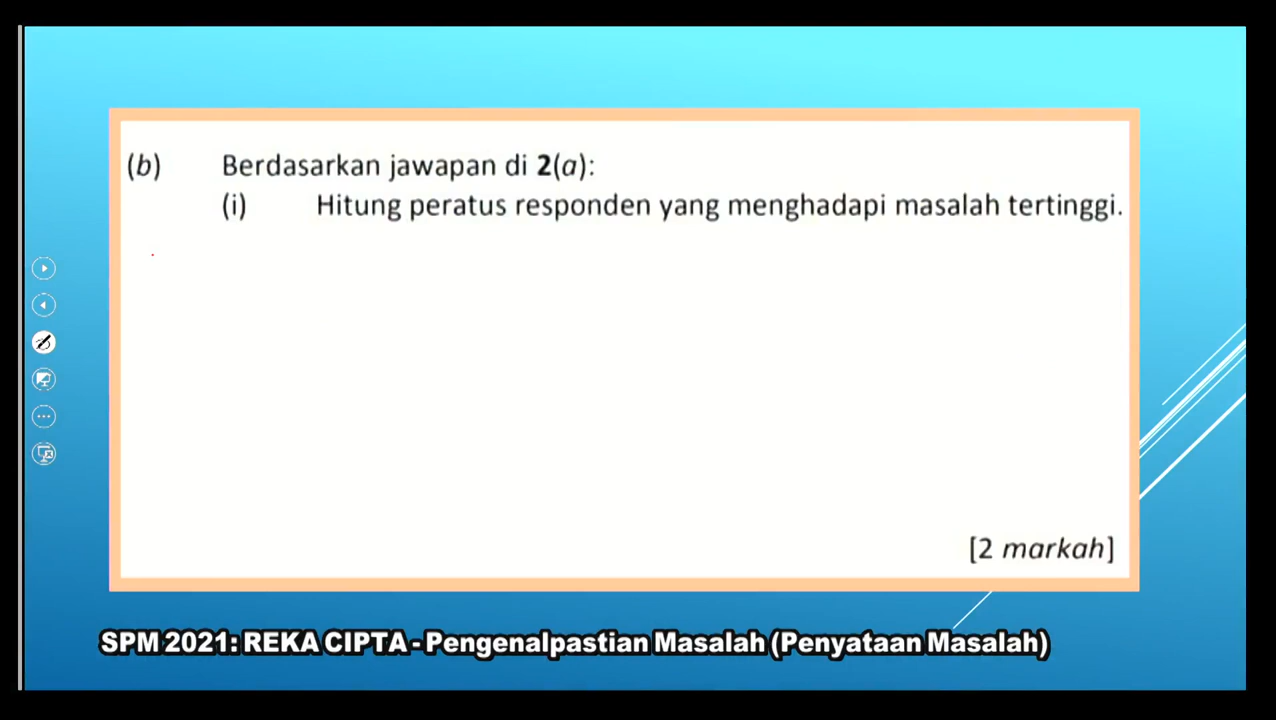 (b) Berdasarkan jawapan di 2(a):
(i) Hitung peratus responden yang menghadapi masalah tertinggi.
[2 markah]
SPM 2021: REKA CIPTA - Pengenalpastian Masalah (Penyataan Masalah)